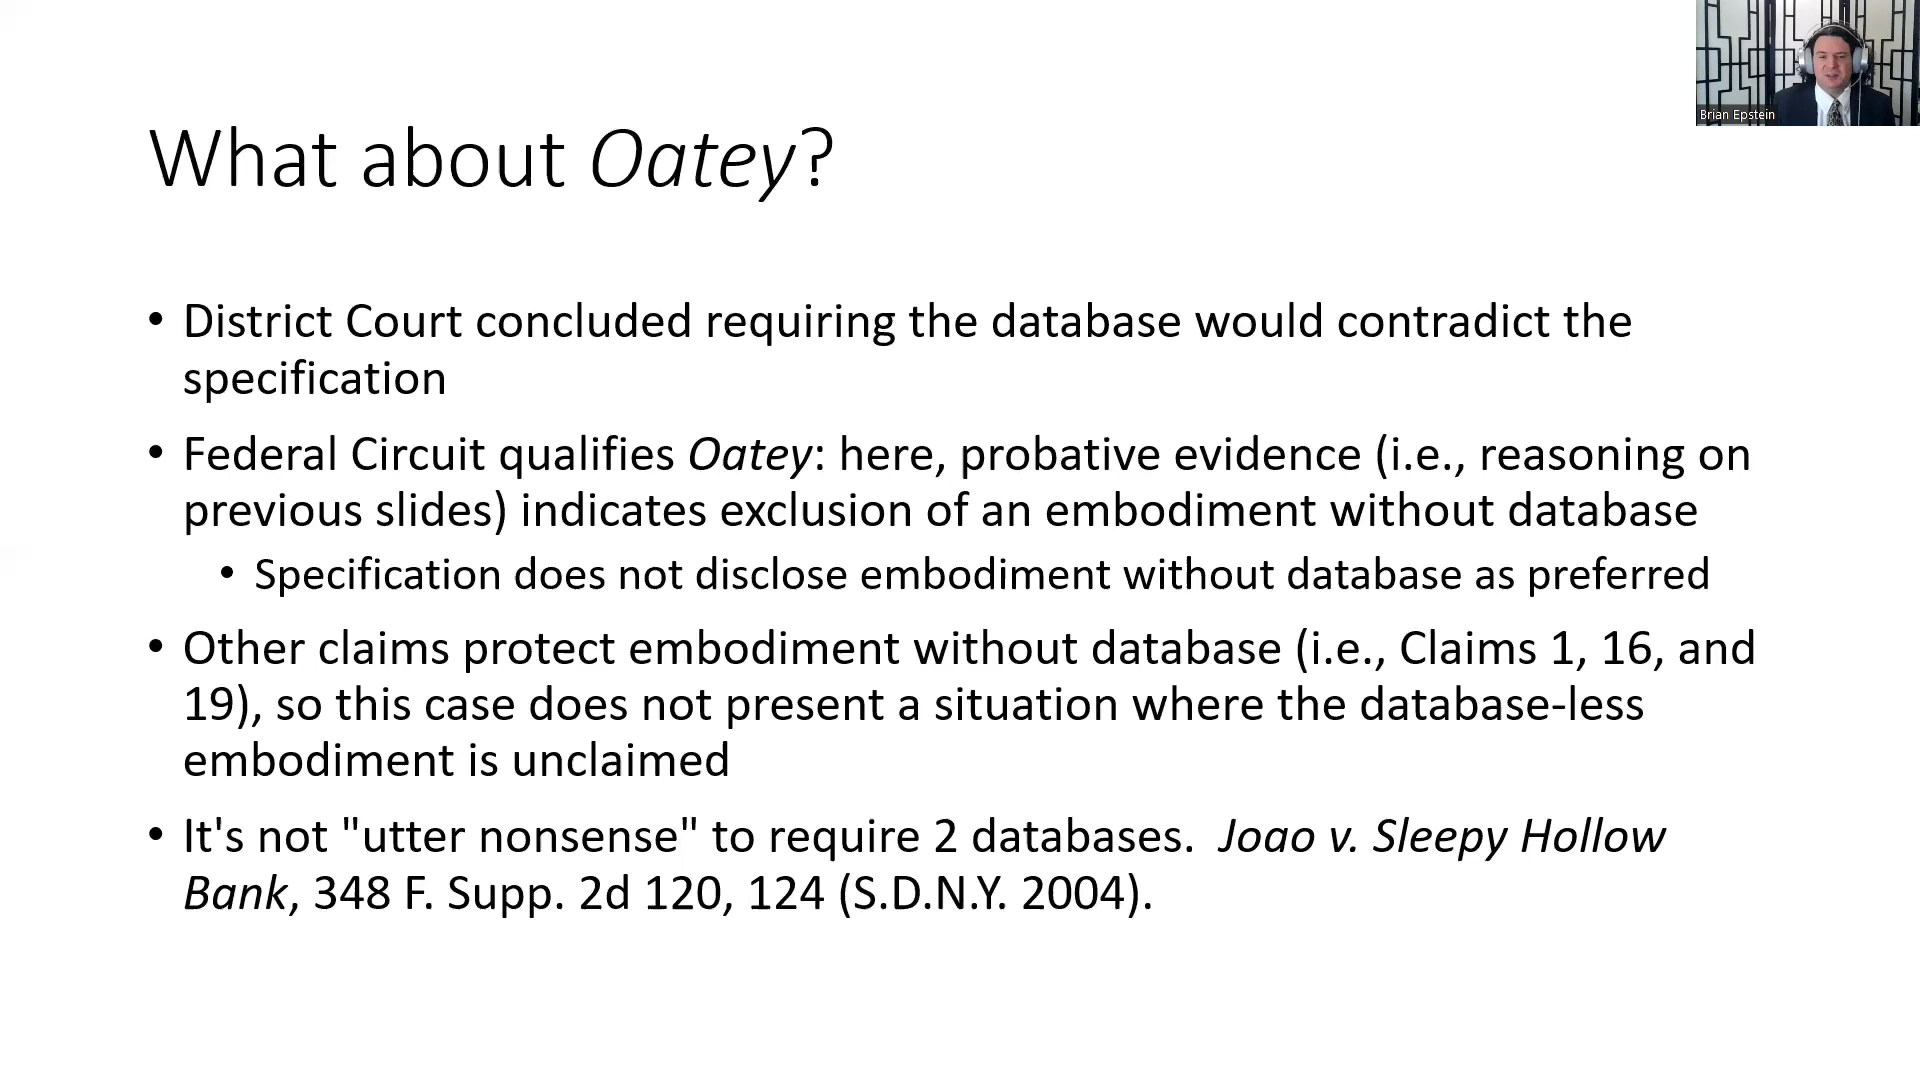 Brian Epstein
What about Oatey?
• District Court concluded requiring the database would contradict the
specification
• Federal Circuit qualifies Oatey: here, probative evidence (i.e., reasoning on
previous slides) indicates exclusion of an embodiment without database
• Specification does not disclose embodiment without database as preferred
• Other claims protect embodiment without database (i.e., Claims 1, 16, and
19), so this case does not present a situation where the database-less
embodiment is unclaimed
• It's not "utter nonsense" to require 2 databases.  Joao v. Sleepy Hollow
Bank, 348 F. Supp. 2d 120, 124 (S.D.N.Y. 2004).